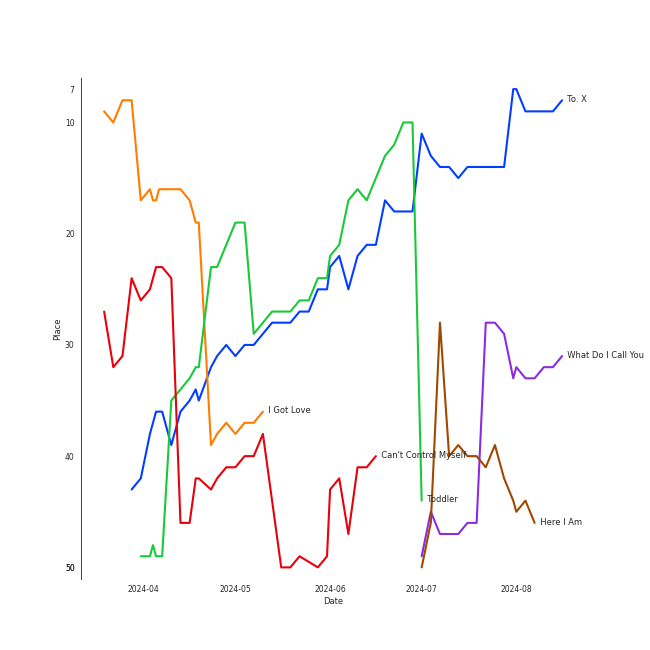 7
10
To. X
20
Place
30
What Do I Call You
I Got Love
40
Can't Control Myself
Toddler
Here I Am
50
2024-04
2024-05
2024-06
2024-07
2024-08
Date